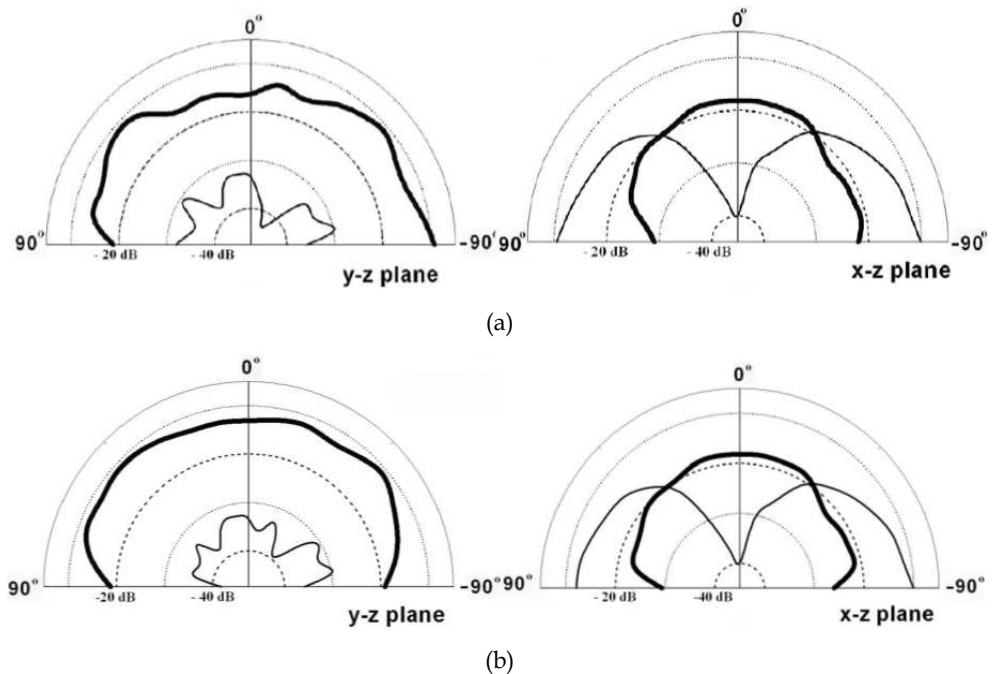 0°
0°
90°
- 20 dB
- 40 dB
-90°
90°
- 20 dB
- 40 dB
-90°
y-z plane
x-z plane
(a)
0°
0°
90°
-20 dB
- 40 dB
-90°
90°
- 20 dB
-40 dB
-90°
y-z plane
x-z plane
(b)